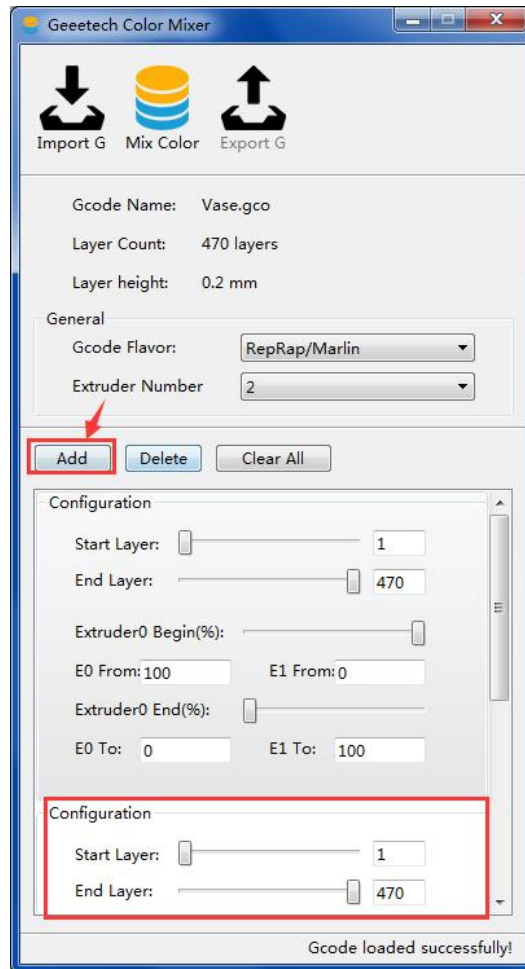 Geeetech Color Mixer
Import G Mix Color Export G
Gcode Name: Vase.gco
Layer Count: 470 layers
Layer height: 0.2 mm
General
Gcode Flavor: RepRap/Marlin
Extruder Number 2
Add Delete Clear All
Configuration
Start Layer: 1
End Layer: 470
Extruder0 Begin(%):
E0 From: 100 E1 From: 0
Extruder0 End(%):
E0 To: 0 E1 To: 100
Configuration
Start Layer: 1
End Layer: 470
Gcode loaded successfully!